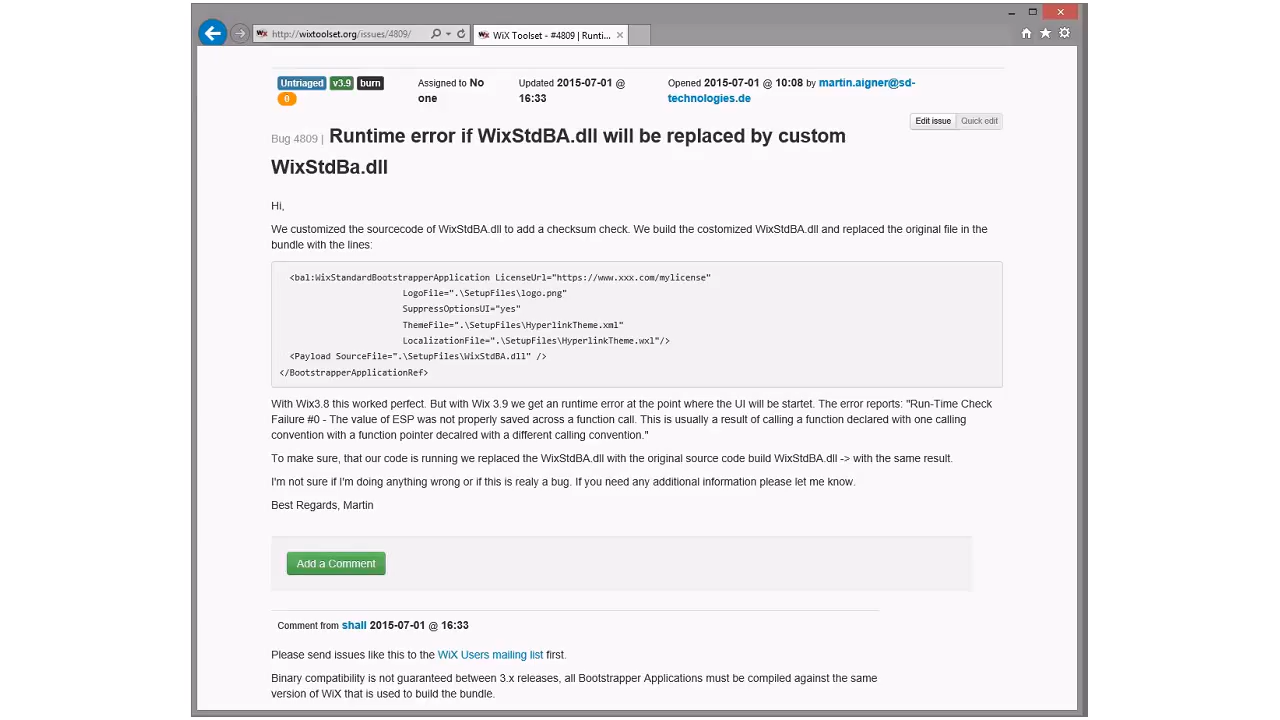 http://wixtoolset.org/issues/4809/
WiX Toolset - #4809 | Runti...
Untriaged v3.9 burn
0
Assigned to No
one
Updated 2015-07-01 @
16:33
Opened 2015-07-01 @ 10:08 by martin.aigner@sd-
technologies.de
Edit issue Quick edit
Bug 4809 | Runtime error if WixStdBA.dll will be replaced by custom
WixStdBa.dll
Hi,
We customized the sourcecode of WixStdBA.dll to add a checksum check. We build the costomized WixStdBA.dll and replaced the original file in the
bundle with the lines:
<bal:WixStandardBootstrapperApplication LicenseUrl="https://www.xxx.com/mylicense"
LogoFile=".\SetupFiles\logo.png"
SuppressOptionsUI="yes"
ThemeFile=".\SetupFiles\HyperlinkTheme.xml"
LocalizationFile=".\SetupFiles\HyperlinkTheme.wxl"/>
<Payload SourceFile=".\SetupFiles\WixStdBA.dll" />
</BootstrapperApplicationRef>
With Wix3.8 this worked perfect. But with Wix 3.9 we get an runtime error at the point where the UI will be startet. The error reports: "Run-Time Check
Failure #0 - The value of ESP was not properly saved across a function call. This is usually a result of calling a function declared with one calling
convention with a function pointer decalred with a different calling convention."
To make sure, that our code is running we replaced the WixStdBA.dll with the original source code build WixStdBA.dll -> with the same result.
I'm not sure if I'm doing anything wrong or if this is realy a bug. If you need any additional information please let me know.
Best Regards, Martin
Add a Comment
Comment from shall 2015-07-01 @ 16:33
Please send issues like this to the WiX Users mailing list first.
Binary compatibility is not guaranteed between 3.x releases, all Bootstrapper Applications must be compiled against the same
version of WiX that is used to build the bundle.